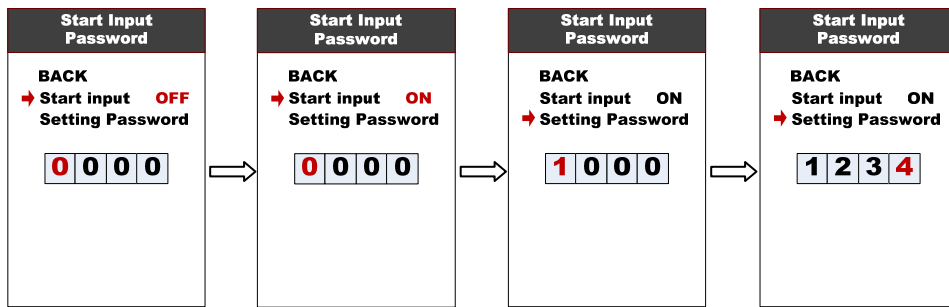 Start Input
Password
BACK
Start input OFF
Setting Password
0 0 0 0
Start Input
Password
BACK
Start input ON
Setting Password
0 0 0 0
Start Input
Password
BACK
Start input ON
Setting Password
1 0 0 0
Start Input
Password
BACK
Start input ON
Setting Password
1 2 3 4